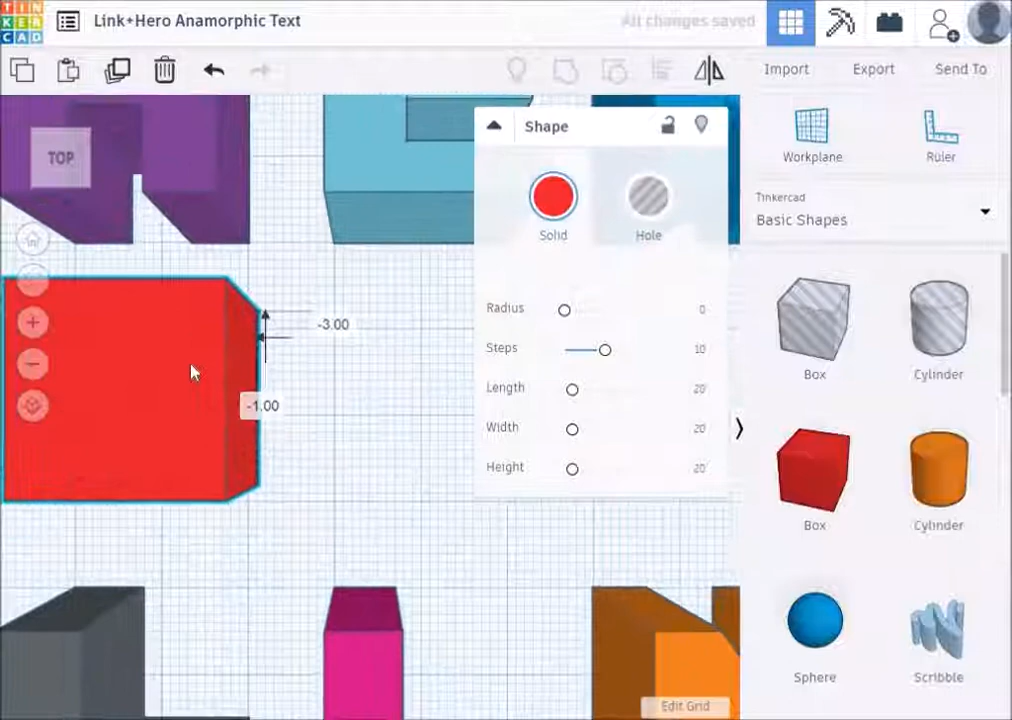 TIN
KER
CAD
Link+Hero Anamorphic Text
All changes saved
Import
Export
Send To
TOP
Shape
Solid
Hole
Workplane
Ruler
Tinkercad
Basic Shapes
-3.00
-1.00
Radius 0
Steps 10
Length 20
Width 20
Height 20
Box
Cylinder
Box
Cylinder
Sphere
Scribble
Edit Grid